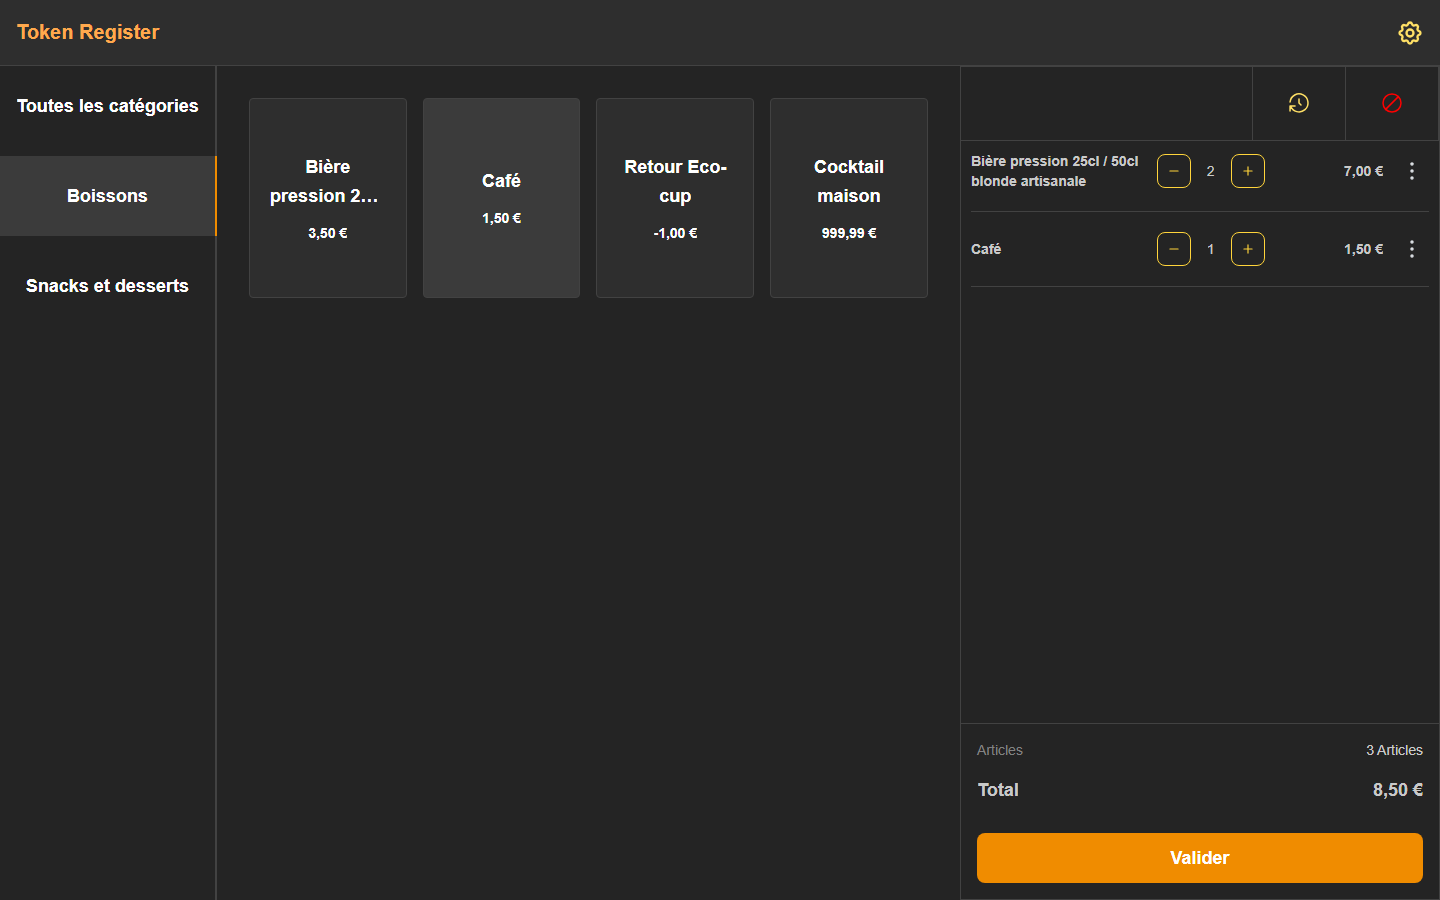 Token Register
Toutes les catégories
Boissons
Snacks et desserts
Bière
pression 2...
3,50 €
Café
1,50 €
Retour Eco-
cup
-1,00 €
Cocktail
maison
999,99 €
Bière pression 25cl / 50cl
blonde artisanale
− 2 + 7,00 €
Café − 1 + 1,50 €
Articles 3 Articles
Total 8,50 €
Valider